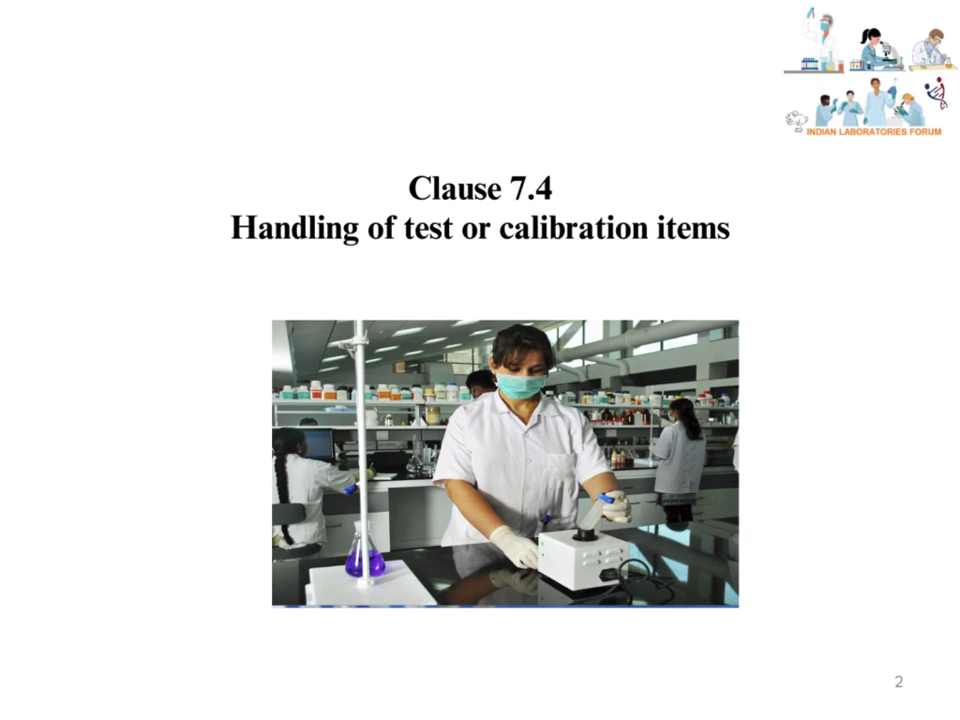 INDIAN LABORATORIES FORUM
Clause 7.4
Handling of test or calibration items
2